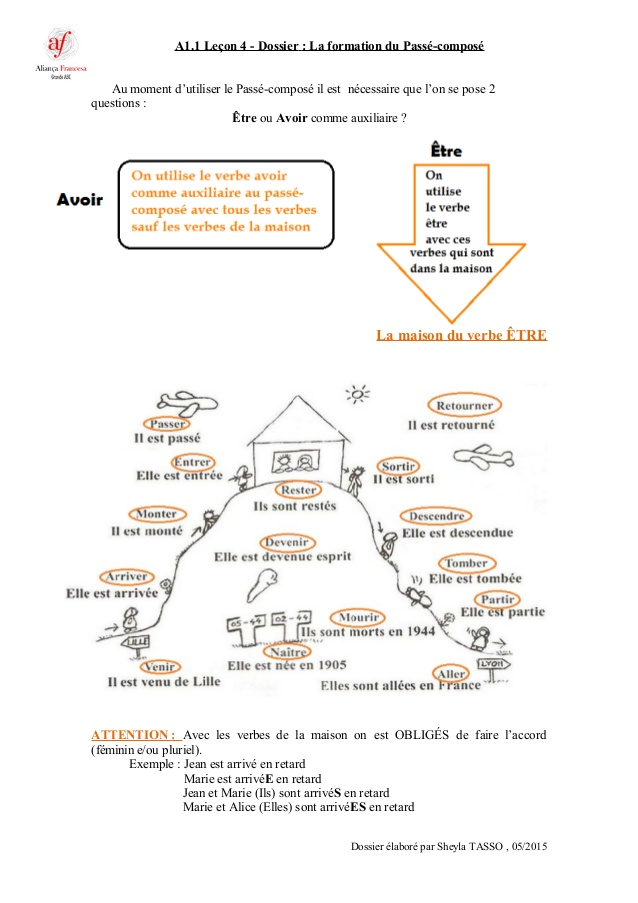 af
Aliança Francesa
Grande ABC
A1.1 Leçon 4 - Dossier : La formation du Passé-composé
Au moment d’utiliser le Passé-composé il est nécessaire que l’on se pose 2
questions :
Être ou Avoir comme auxiliaire ?
Avoir
On utilise le verbe avoir
comme auxiliaire au passé-
composé avec tous les verbes
sauf les verbes de la maison
Être
On
utilise
le verbe
être
avec ces
verbes qui sont
dans la maison
La maison du verbe ÊTRE
Passer
Il est passé
Retourner
Il est retourné
Entrer
Elle est entrée
Sortir
Il est sorti
Rester
Ils sont restés
Monter
Il est monté
Descendre
Elle est descendue
Devenir
Elle est devenue esprit
Tomber
Elle est tombée
Arriver
Elle est arrivée
Partir
Elle est partie
05-44
02-44
Mourir
Ils sont morts en 1944
LILLE
Naître
Elle est née en 1905
Venir
Il est venu de Lille
LYON
Aller
Elles sont allées en France
ATTENTION : Avec les verbes de la maison on est OBLIGÉS de faire l’accord
(féminin e/ou pluriel).
Exemple : Jean est arrivé en retard
Marie est arrivéE en retard
Jean et Marie (Ils) sont arrivéS en retard
Marie et Alice (Elles) sont arrivéES en retard
Dossier élaboré par Sheyla TASSO , 05/2015